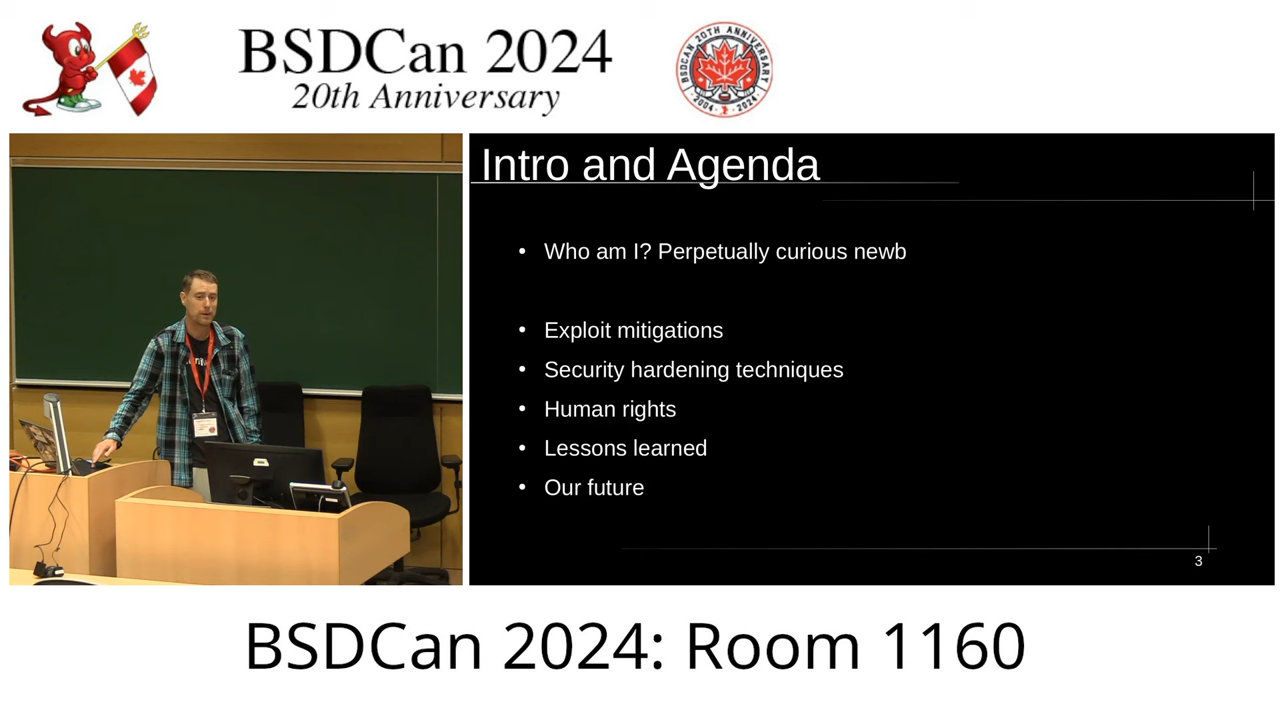 BSDCan 2024
20th Anniversary
BSDCAN 20TH ANNIVERSARY
2004 - 2024
Intro and Agenda
• Who am I? Perpetually curious newb
• Exploit mitigations
• Security hardening techniques
• Human rights
• Lessons learned
• Our future
3
BSDCan 2024: Room 1160